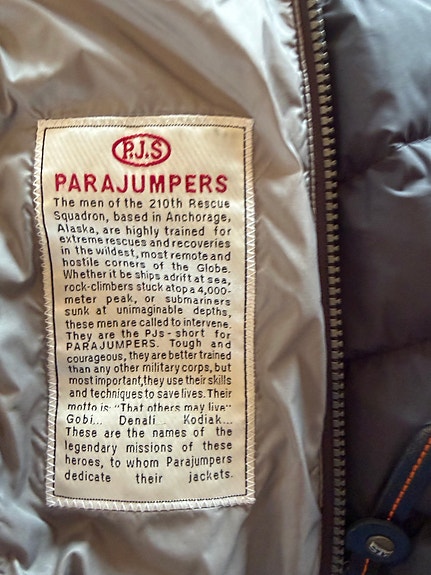 P.J.S
PARAJUMPERS
The men of the 210th Rescue
Squadron, based in Anchorage,
Alaska, are highly trained for
extreme rescues and recoveries
in the wildest, most remote and
hostile corners of the Globe.
Whether it be ships adrift at sea,
rock-climbers stuck atop a 4,000-
meter peak, or submariners
sunk at unimaginable depths,
these men are called to intervene.
They are the PJs - short for
PARAJUMPERS. Tough and
courageous, they are better trained
than any other military corps, but
most important,they use their skills
and techniques to save lives. Their
motto is "That others may live"
Gobi... Denali... Kodiak...
These are the names of the
legendary missions of these
heroes, to whom Parajumpers
dedicate their jackets.